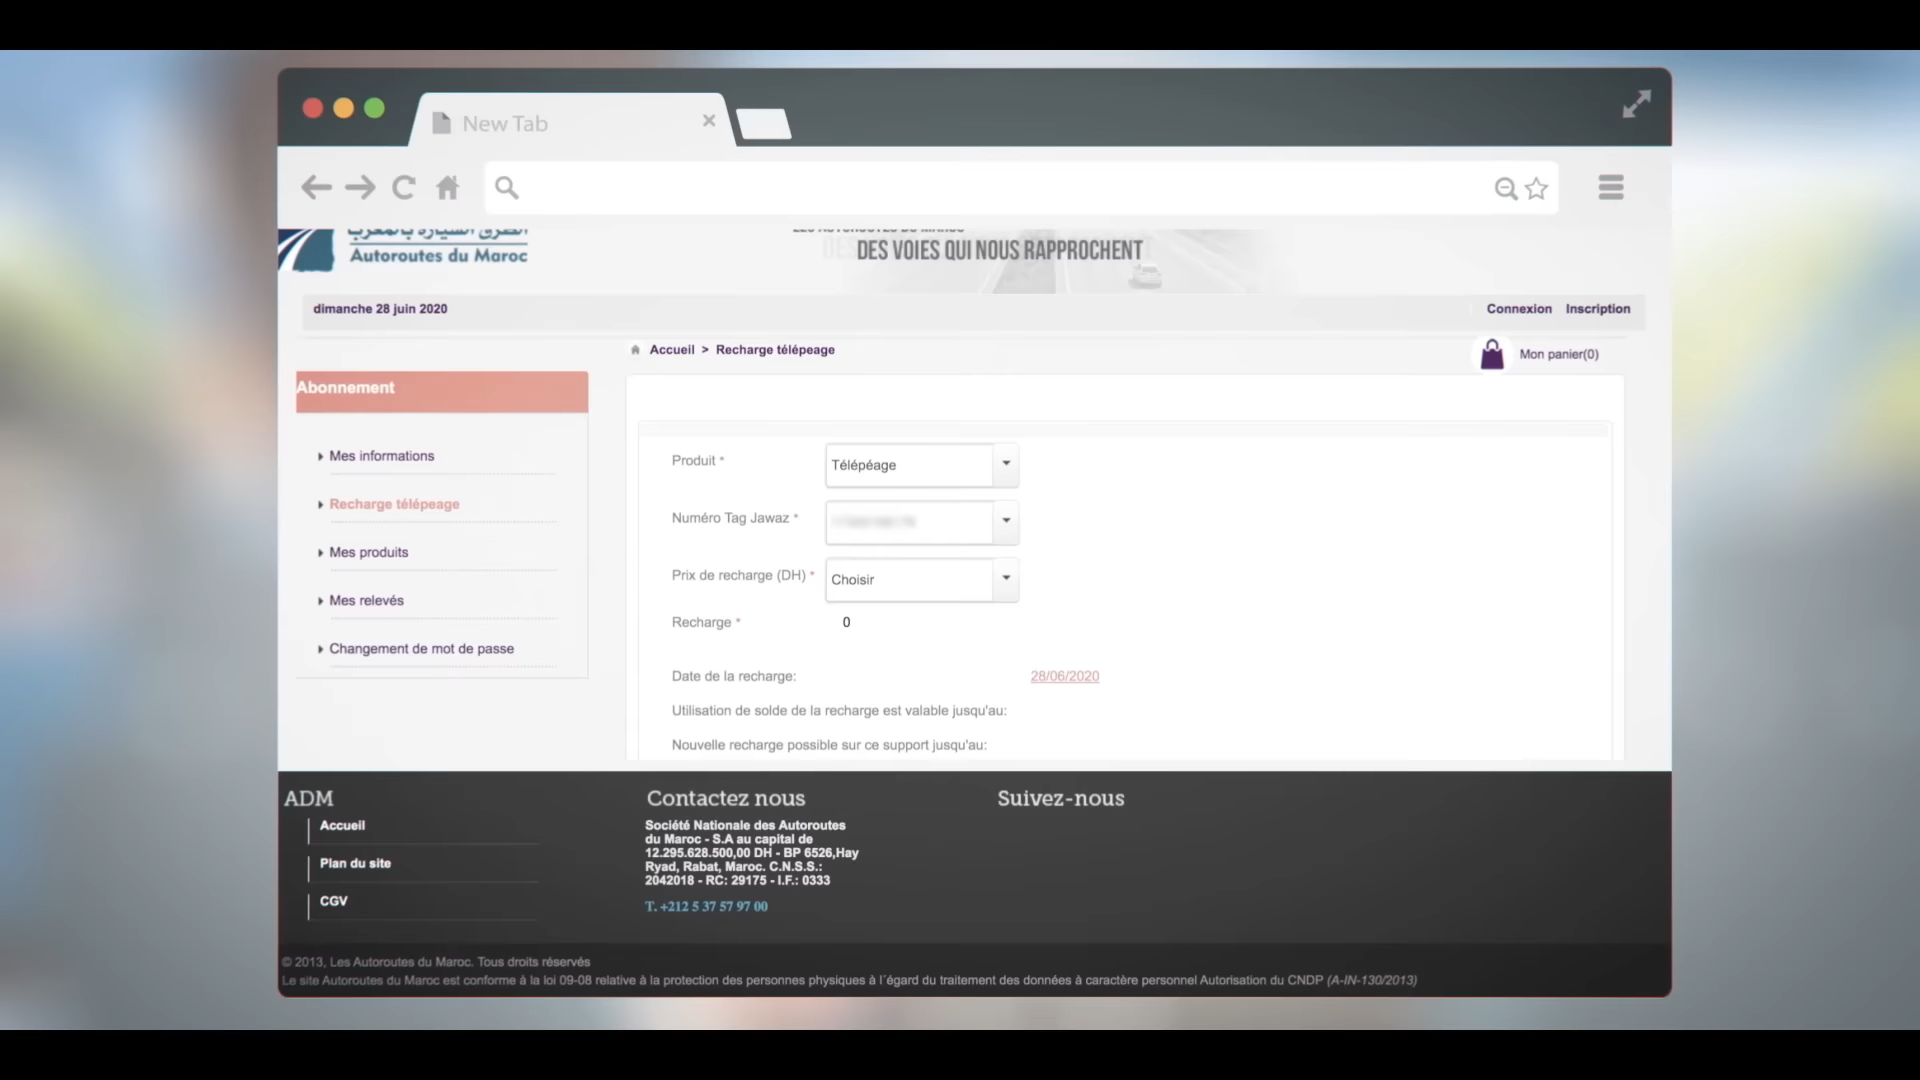 New Tab
الطرق السيارة بالمغرب
Autoroutes du Maroc
LES AUTOROUTES DU MAROC
DES VOIES QUI NOUS RAPPROCHENT
dimanche 28 juin 2020
Connexion Inscription
Accueil > Recharge télépeage
Mon panier(0)
Abonnement
Mes informations
Recharge télépeage
Mes produits
Mes relevés
Changement de mot de passe
Produit * Télépéage
Numéro Tag Jawaz *
Prix de recharge (DH) * Choisir
Recharge * 0
Date de la recharge: 28/06/2020
Utilisation de solde de la recharge est valable jusqu'au:
Nouvelle recharge possible sur ce support jusqu'au:
ADM
Accueil
Plan du site
CGV
Contactez nous
Société Nationale des Autoroutes
du Maroc - S.A au capital de
12.295.628.500,00 DH - BP 6526,Hay
Ryad, Rabat, Maroc. C.N.S.S.:
2042018 - RC: 29175 - I.F.: 0333
T. +212 5 37 57 97 00
Suivez-nous
© 2013, Les Autoroutes du Maroc. Tous droits réservés
Le site Autoroutes du Maroc est conforme à la loi 09-08 relative à la protection des personnes physiques à l´égard du traitement des données à caractère personnel Autorisation du CNDP (A-IN-130/2013)